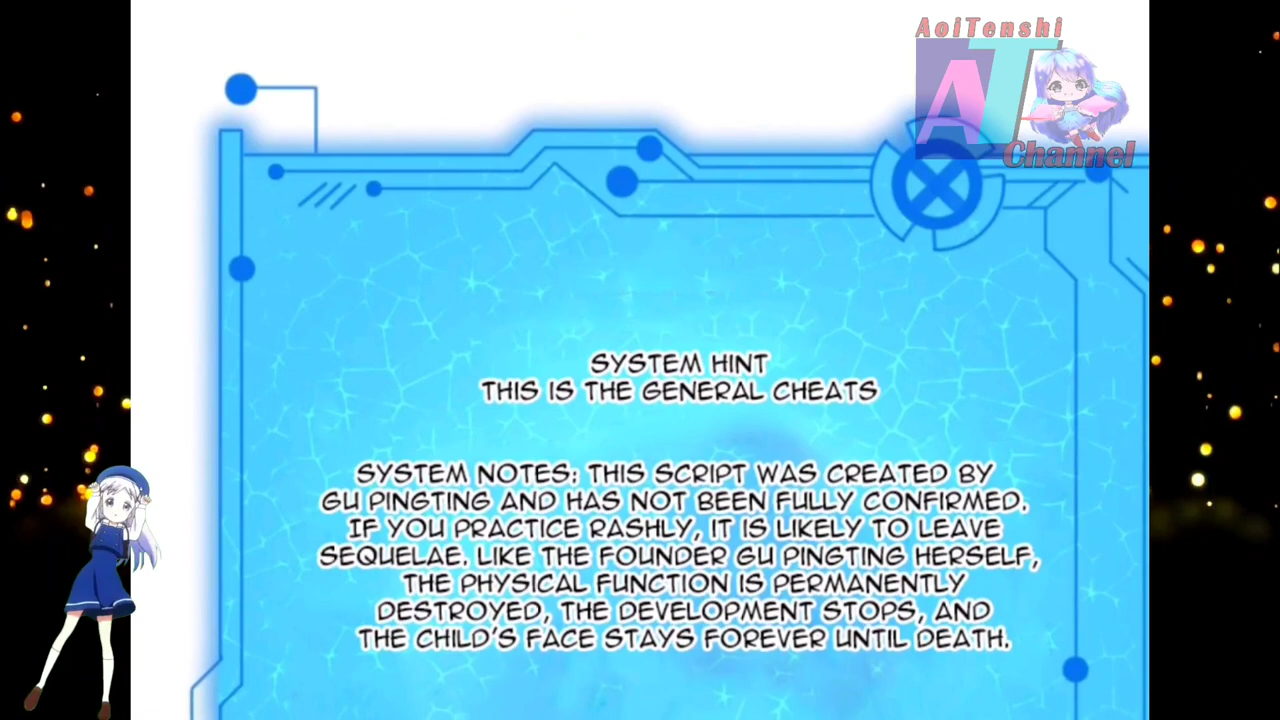 AoiTenshi
AT
Channel
SYSTEM HINT
THIS IS THE GENERAL CHEATS
SYSTEM NOTES: THIS SCRIPT WAS CREATED BY
GU PINGTING AND HAS NOT BEEN FULLY CONFIRMED.
IF YOU PRACTICE RASHLY, IT IS LIKELY TO LEAVE
SEQUELAE. LIKE THE FOUNDER GU PINGTING HERSELF,
THE PHYSICAL FUNCTION IS PERMANENTLY
DESTROYED, THE DEVELOPMENT STOPS, AND
THE CHILD'S FACE STAYS FOREVER UNTIL DEATH.